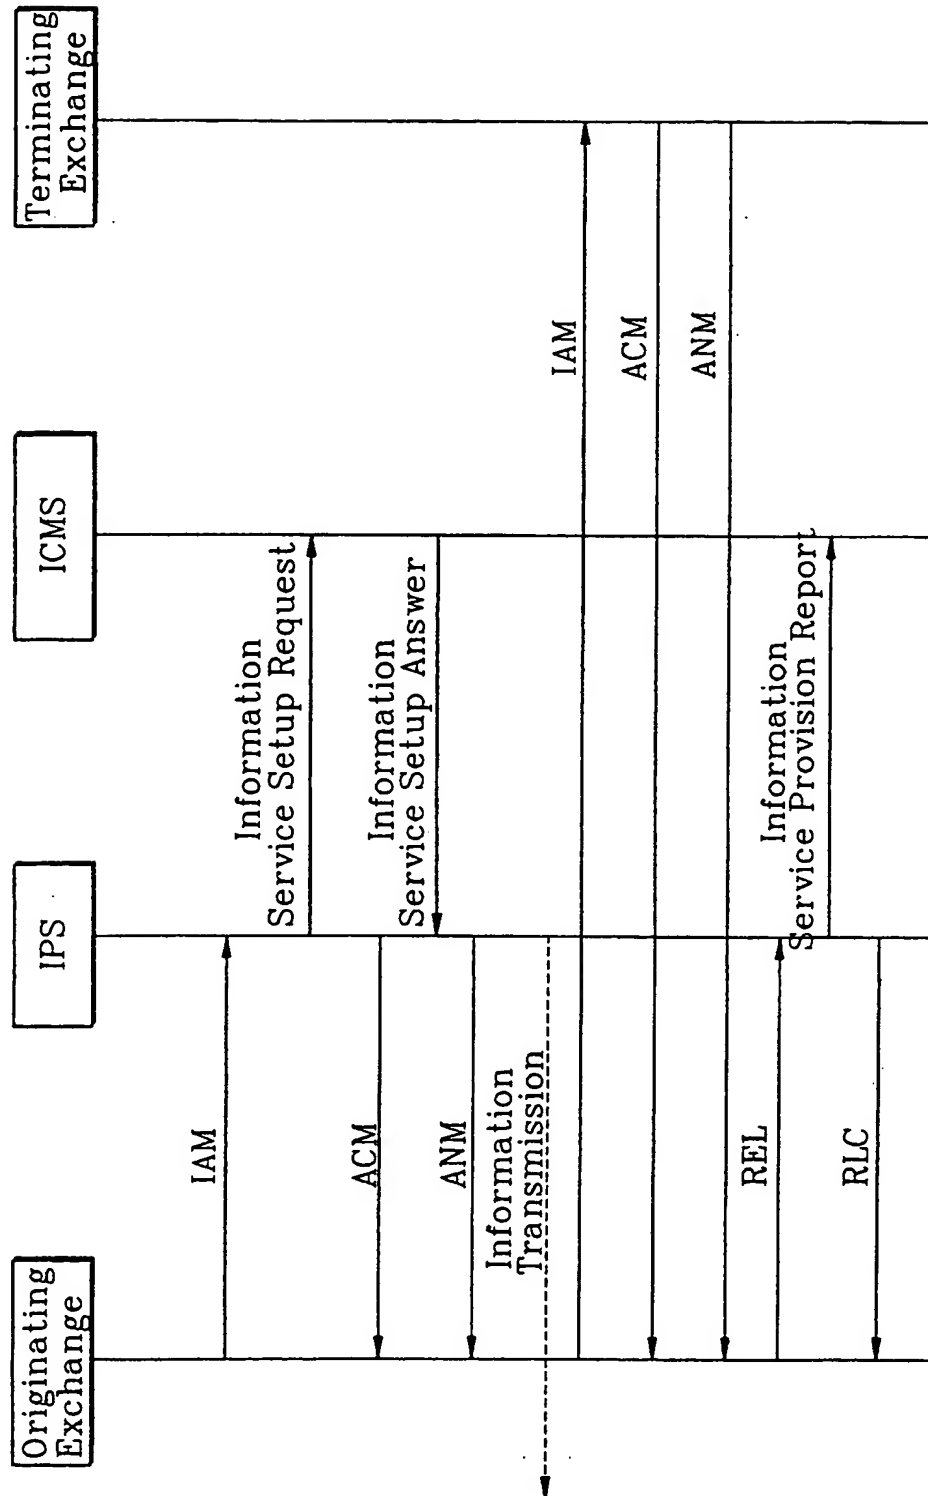 Originating
Exchange
IPS
ICMS
Terminating
Exchange
IAM
Information
Service Setup Request
ACM
Information
Service Setup Answer
ANM
Information
Transmission
IAM
ACM
ANM
REL
Information
Service Provision Report
RLC